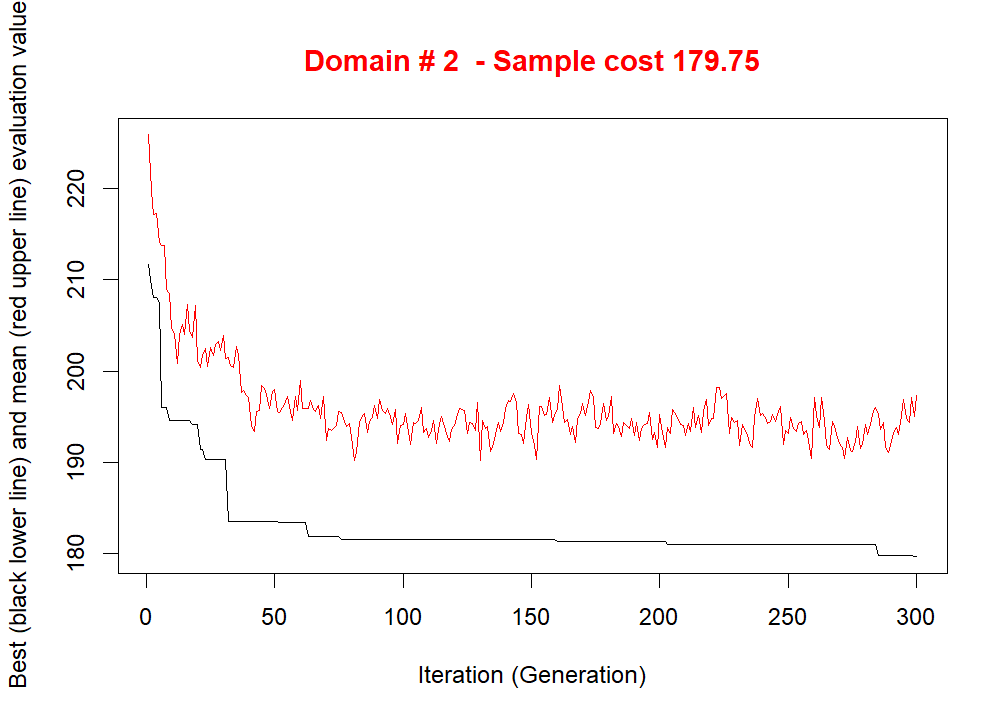 Domain # 2  - Sample cost 179.75
Best (black lower line) and mean (red upper line) evaluation value
220
210
200
190
180
0 50 100 150 200 250 300
Iteration (Generation)